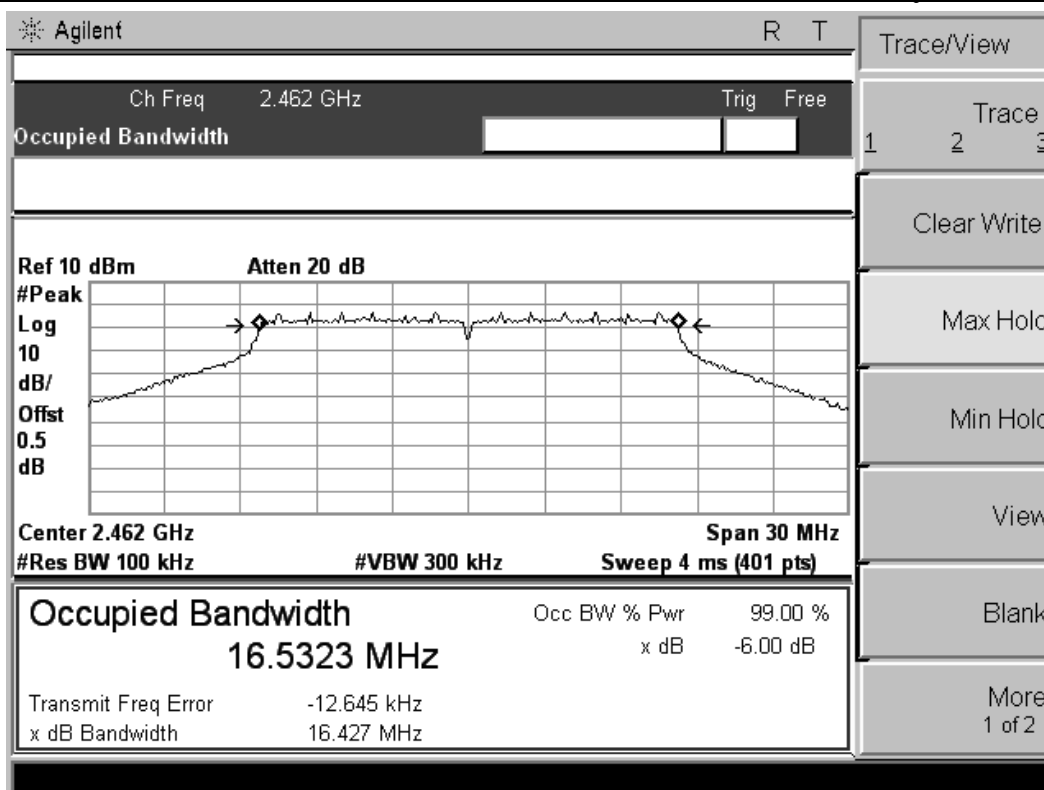 Agilent R T
Ch Freq 2.462 GHz Trig Free
Occupied Bandwidth
Ref 10 dBm Atten 20 dB
#Peak
Log
10
dB/
Offst
0.5
dB
Center 2.462 GHz Span 30 MHz
#Res BW 100 kHz #VBW 300 kHz Sweep 4 ms (401 pts)
Occupied Bandwidth Occ BW % Pwr 99.00 %
16.5323 MHz x dB -6.00 dB
Transmit Freq Error -12.645 kHz
x dB Bandwidth 16.427 MHz
Trace/View
Trace
1 2 3
Clear Write
Max Hold
Min Hold
View
Blank
More
1 of 2